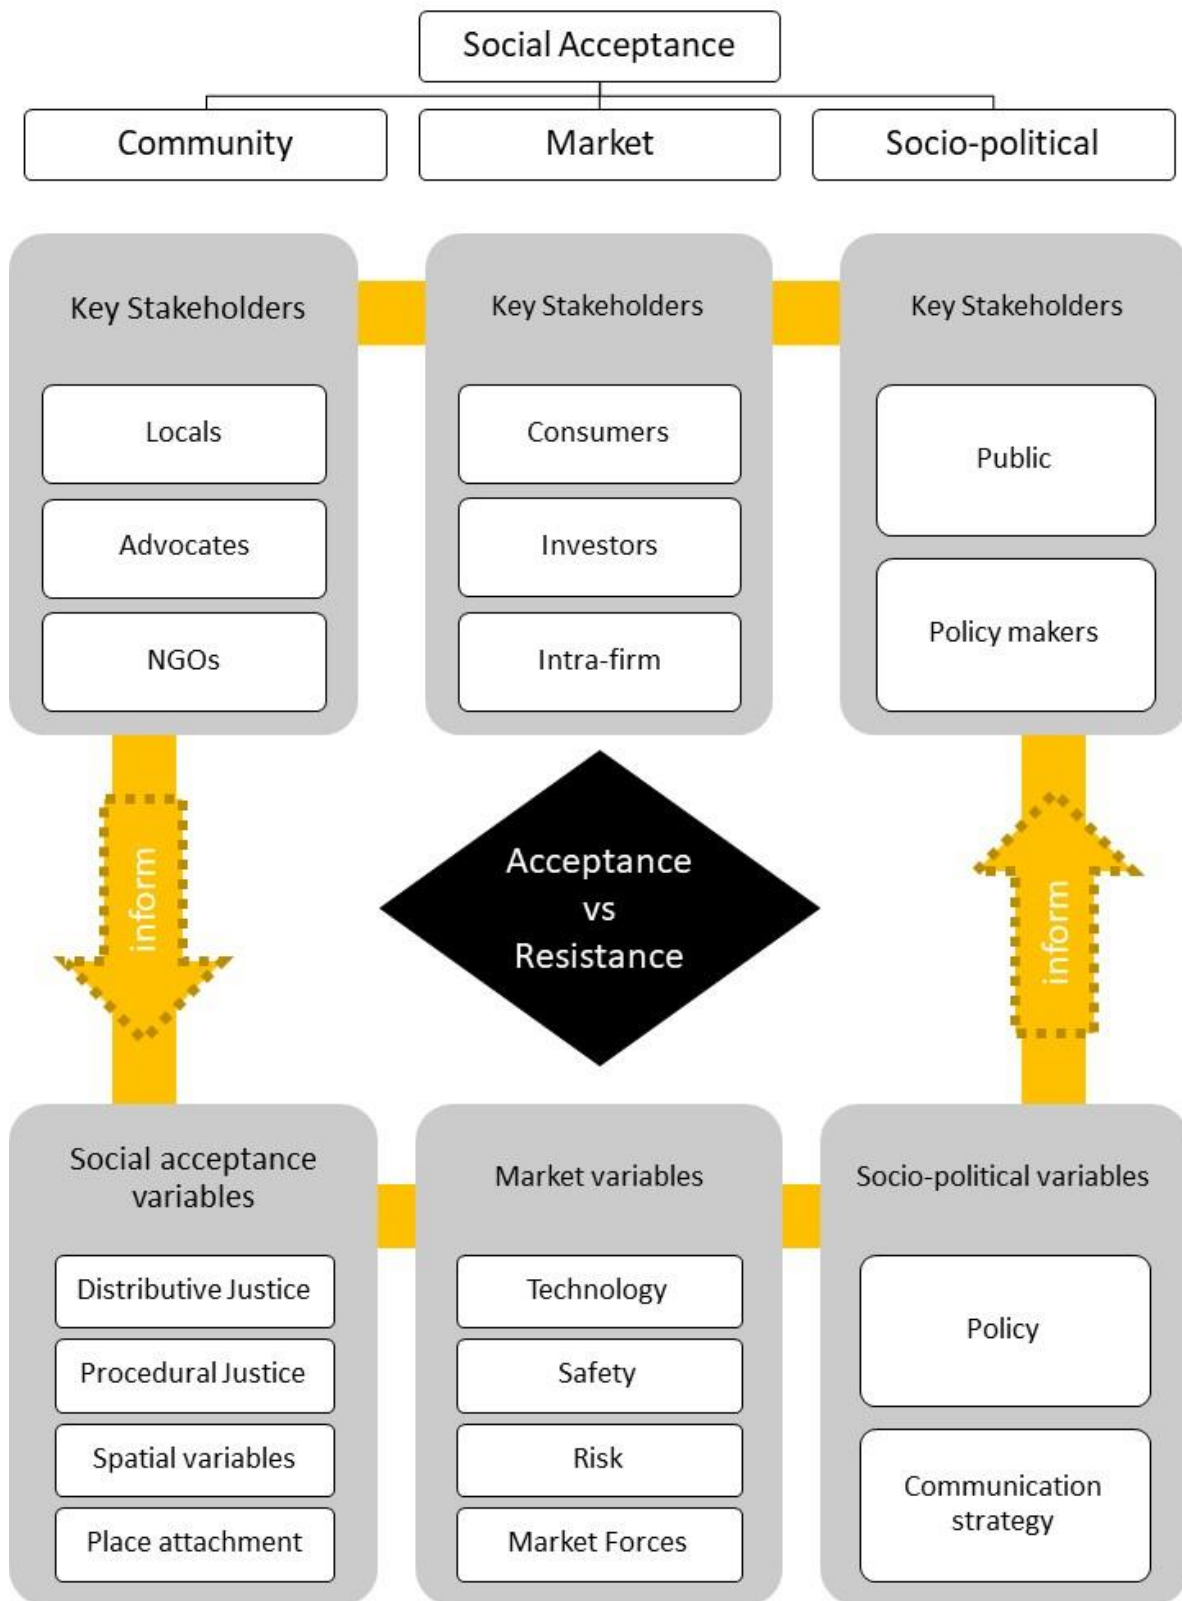 Social Acceptance
Community
Market
Socio-political
Key Stakeholders
Locals
Advocates
NGOs
Key Stakeholders
Consumers
Investors
Intra-firm
Key Stakeholders
Public
Policy makers
inform
Acceptance
vs
Resistance
inform
Social acceptance
variables
Distributive Justice
Procedural Justice
Spatial variables
Place attachment
Market variables
Technology
Safety
Risk
Market Forces
Socio-political variables
Policy
Communication
strategy